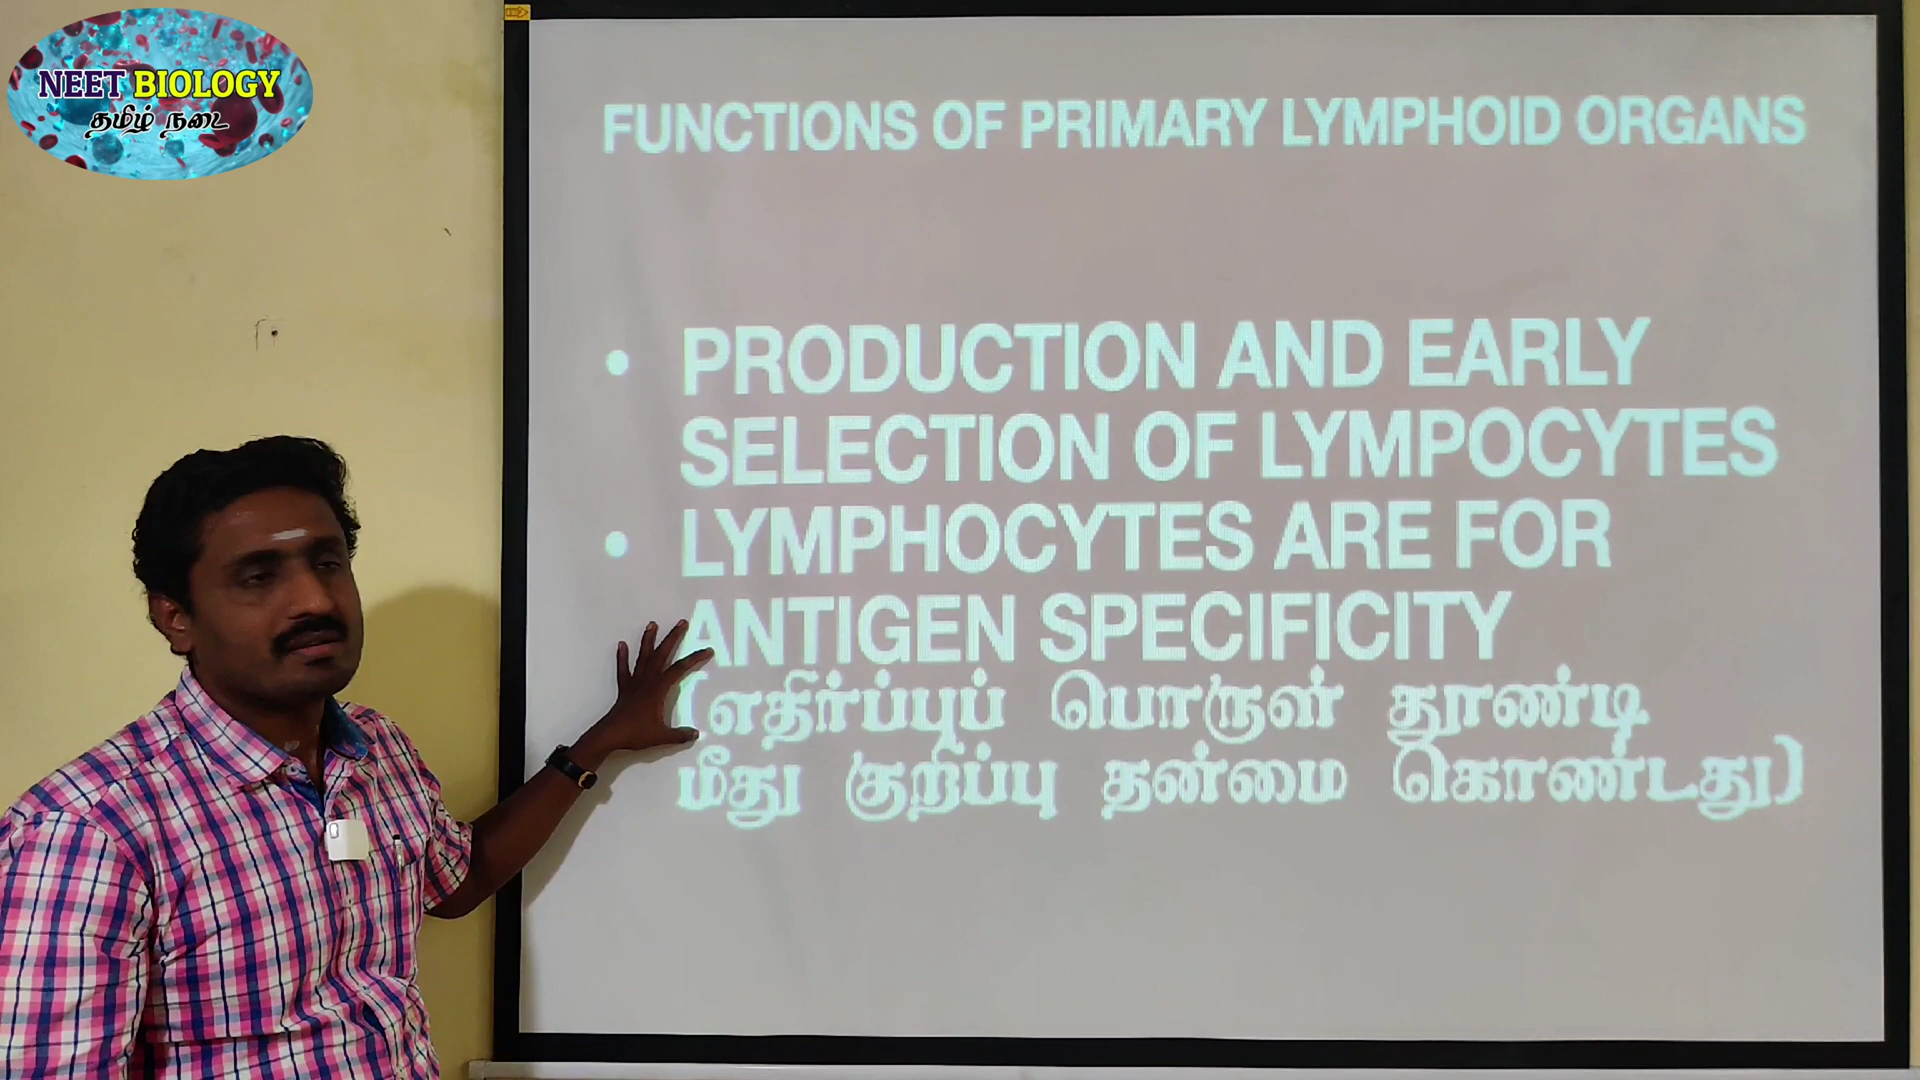 NEET BIOLOGY
தமிழ் நடை
FUNCTIONS OF PRIMARY LYMPHOID ORGANS
• PRODUCTION AND EARLY
SELECTION OF LYMPOCYTES
• LYMPHOCYTES ARE FOR
ANTIGEN SPECIFICITY
(எதிர்ப்புப் பொருள் தூண்டி
மீது குறிப்பு தன்மை கொண்டது)